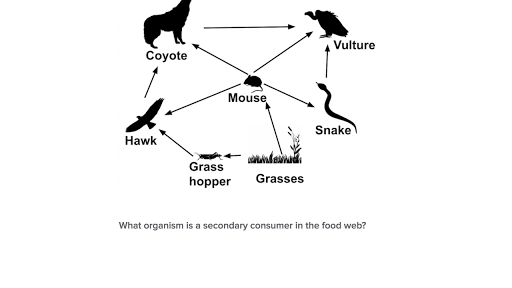 Coyote
Vulture
Mouse
Hawk
Snake
Grass
hopper
Grasses
What organism is a secondary consumer in the food web?